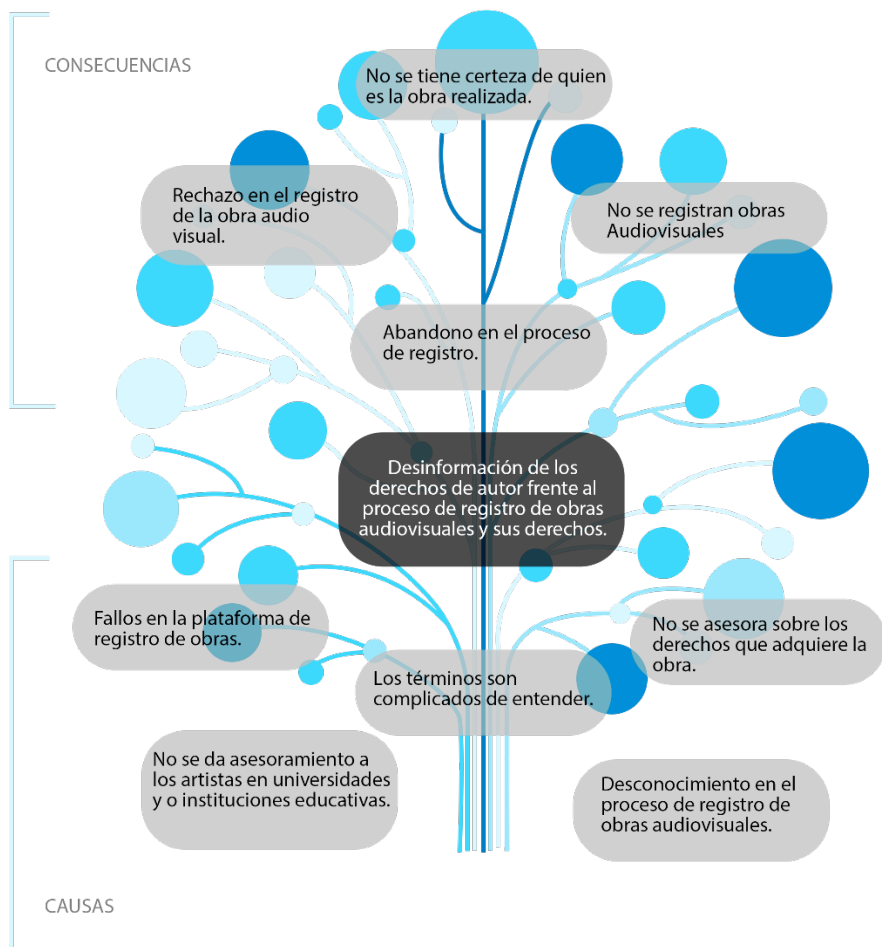 CONSECUENCIAS
No se tiene certeza de quien
es la obra realizada.
Rechazo en el registro
de la obra audio
visual.
No se registran obras
Audiovisuales
Abandono en el proceso
de registro.
Desinformación de los
derechos de autor frente al
proceso de registro de obras
audiovisuales y sus derechos.
Fallos en la plataforma de
registro de obras.
No se asesora sobre los
derechos que adquiere la
obra.
Los términos son
complicados de entender.
No se da asesoramiento a
los artistas en universidades
y o instituciones educativas.
Desconocimiento en el
proceso de registro de
obras audiovisuales.
CAUSAS